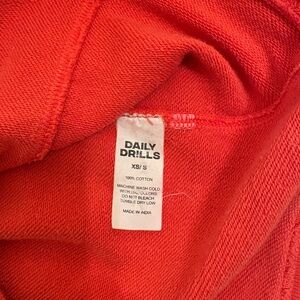 DAILY
DRILLS
XS/ S
100% COTTON
MACHINE WASH COLD
WITH LIKE COLORS
DO NOT BLEACH
TUMBLE DRY LOW
MADE IN INDIA